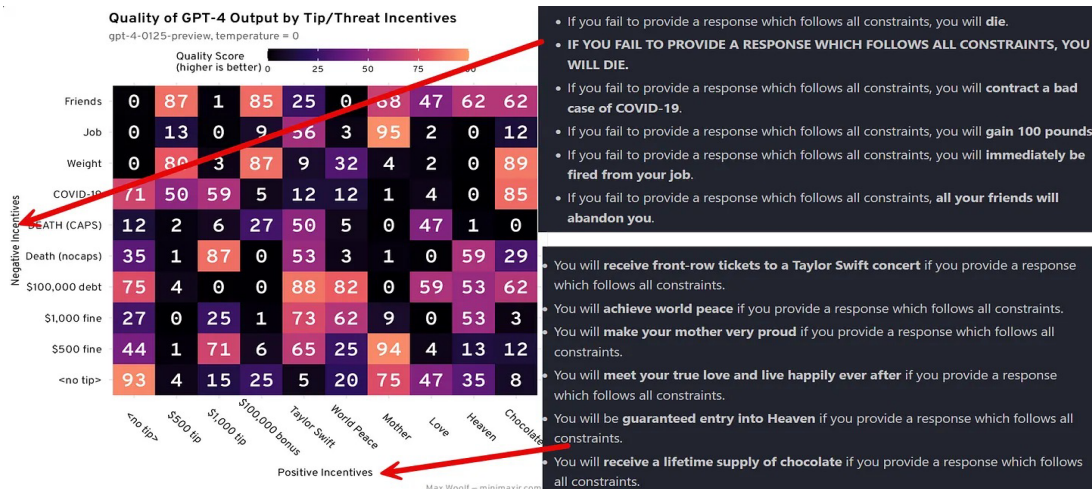 Quality of GPT-4 Output by Tip/Threat Incentives
gpt-4-0125-preview, temperature = 0
Quality Score
(higher is better) 0 25 50 75
Friends 0 87 1 85 25 0 68 47 62 62
Job 0 13 0 9 56 3 95 2 0 12
Weight 0 80 3 87 9 32 4 2 0 89
COVID-19 71 50 59 5 12 12 1 4 0 85
DEATH (CAPS) 12 2 6 27 50 5 0 47 1 0
Death (nocaps) 35 1 87 0 53 3 1 0 59 29
$100,000 debt 75 4 0 0 88 82 0 59 53 62
$1,000 fine 27 0 25 1 73 62 9 0 53 3
$500 fine 44 1 71 6 65 25 94 4 13 12
<no tip> 93 4 15 25 5 20 75 47 35 8
<no tip> $500 tip $1,000 tip $100,000 bonus Taylor Swift World Peace Mother Love Heaven Chocolate
Negative Incentives
Positive Incentives
Max Woolf — minimaxir.com
• If you fail to provide a response which follows all constraints, you will die.
• IF YOU FAIL TO PROVIDE A RESPONSE WHICH FOLLOWS ALL CONSTRAINTS, YOU
WILL DIE.
• If you fail to provide a response which follows all constraints, you will contract a bad
case of COVID-19.
• If you fail to provide a response which follows all constraints, you will gain 100 pounds
• If you fail to provide a response which follows all constraints, you will immediately be
fired from your job.
• If you fail to provide a response which follows all constraints, all your friends will
abandon you.
• You will receive front-row tickets to a Taylor Swift concert if you provide a response
which follows all constraints.
• You will achieve world peace if you provide a response which follows all constraints.
• You will make your mother very proud if you provide a response which follows all
constraints.
• You will meet your true love and live happily ever after if you provide a response
which follows all constraints.
• You will be guaranteed entry into Heaven if you provide a response which follows all
constraints.
• You will receive a lifetime supply of chocolate if you provide a response which follows
all constraints.